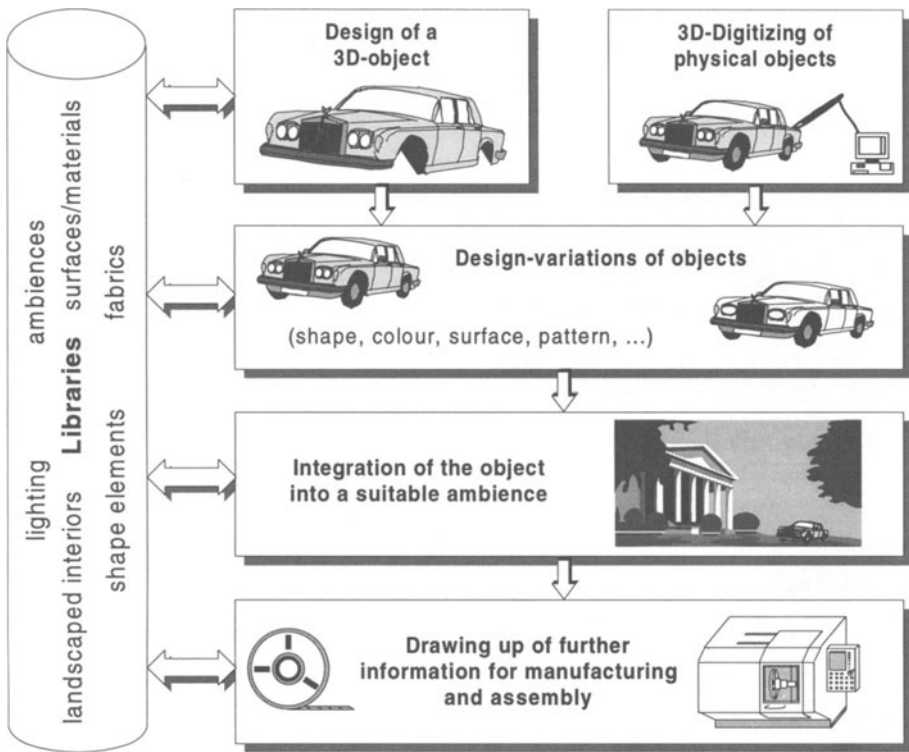 Design of a
3D-object
3D-Digitizing of
physical objects
Design-variations of objects
(shape, colour, surface, pattern, ...)
Integration of the object
into a suitable ambience
Drawing up of further
information for manufacturing
and assembly
lighting
ambiences
landscaped interiors
Libraries
surfaces/materials
shape elements
fabrics